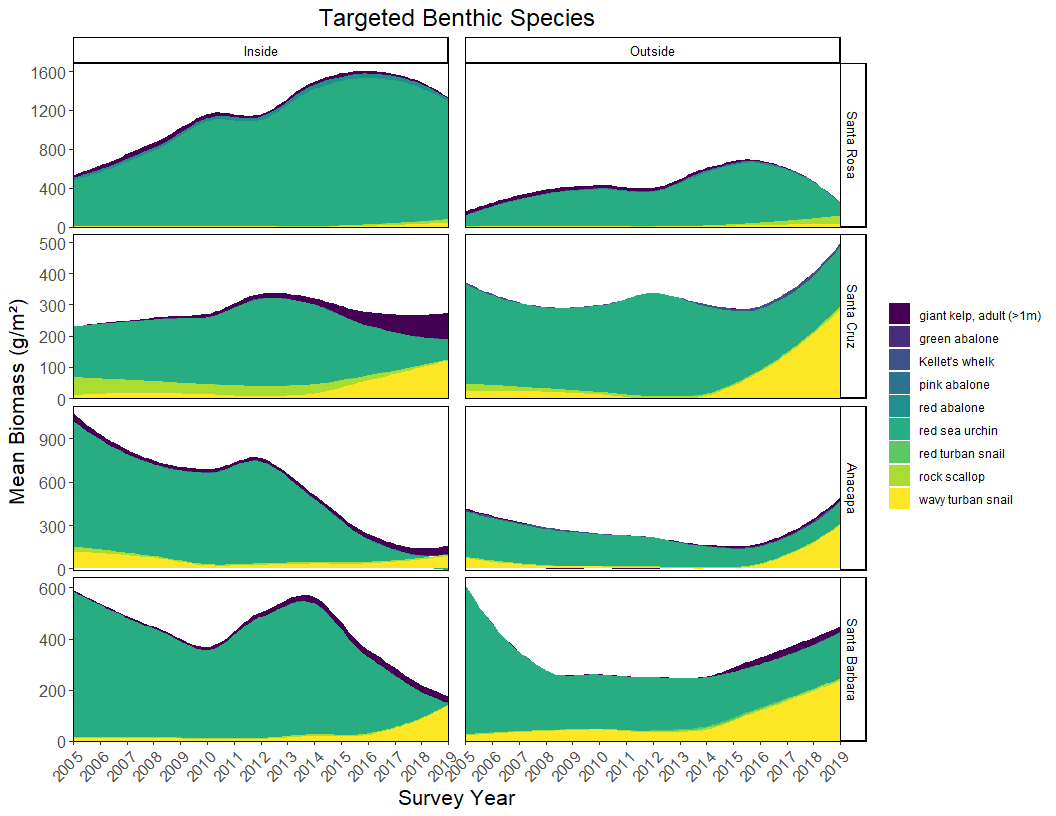 Targeted Benthic Species
Inside
Outside
1600
1200
800
400
0
Santa Rosa
500
400
300
200
100
0
Santa Cruz
900
600
300
0
Anacapa
600
400
200
0
Santa Barbara
Mean Biomass (g/m²)
2005 2006 2007 2008 2009 2010 2011 2012 2013 2014 2015 2016 2017 2018 2019
2005 2006 2007 2008 2009 2010 2011 2012 2013 2014 2015 2016 2017 2018 2019
Survey Year
giant kelp, adult (>1m)
green abalone
Kellet's whelk
pink abalone
red abalone
red sea urchin
red turban snail
rock scallop
wavy turban snail